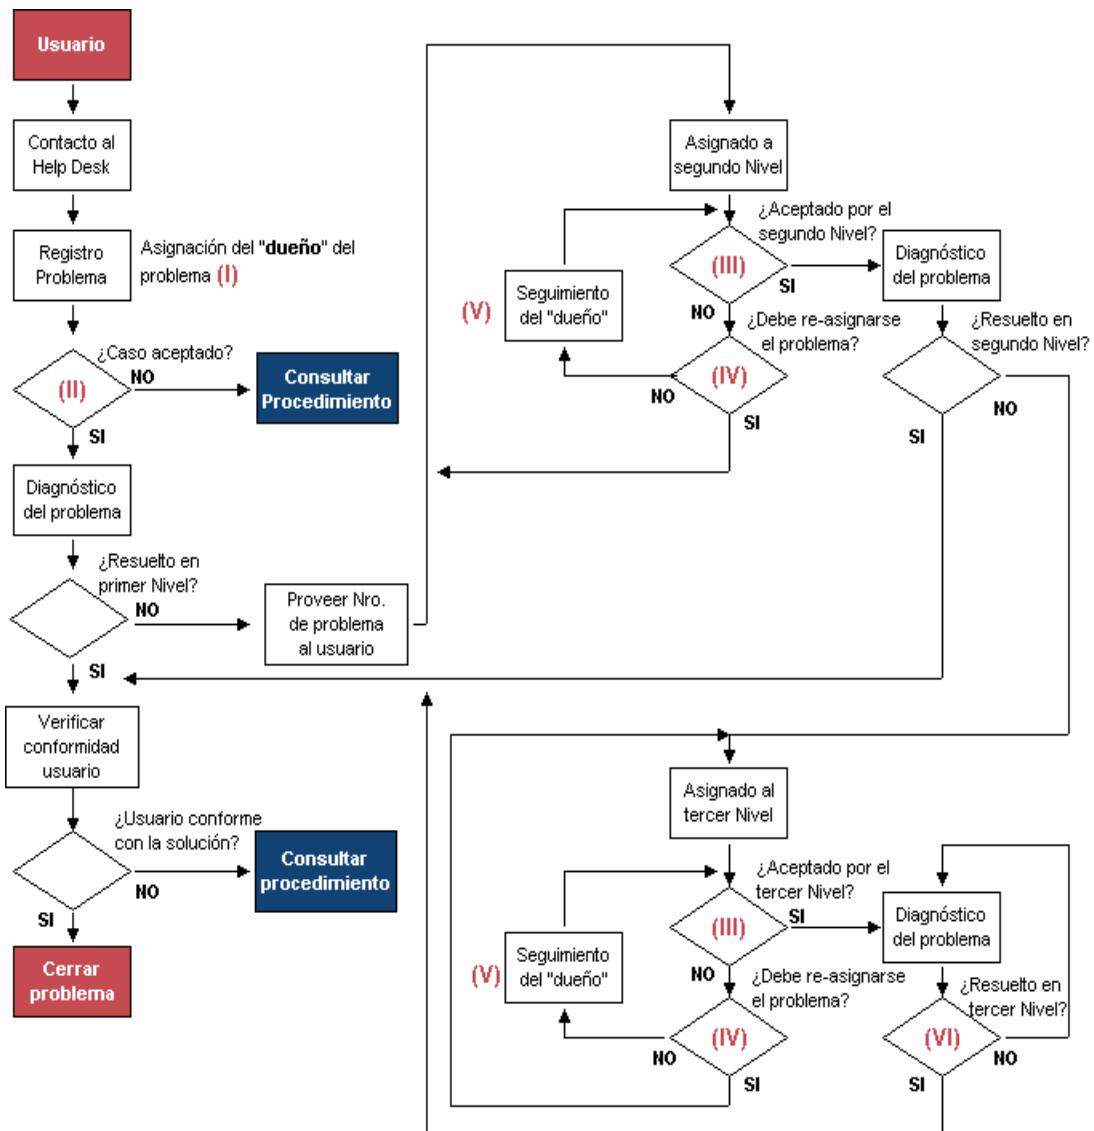 Usuario
Contacto al
Help Desk
Registro
Problema
Asignación del "dueño" del
problema (I)
¿Caso aceptado?
(II)
NO
SI
Consultar
Procedimiento
Diagnóstico
del problema
¿Resuelto en
primer Nivel?
NO
SI
Proveer Nro.
de problema
al usuario
Verificar
conformidad
usuario
¿Usuario conforme
con la solución?
NO
SI
Consultar
procedimiento
Cerrar
problema
Asignado a
segundo Nivel
¿Aceptado por el
segundo Nivel?
(III)
SI
NO
Diagnóstico
del problema
(V)
Seguimiento
del "dueño"
¿Debe re-asignarse
el problema?
(IV)
NO
SI
¿Resuelto en
segundo Nivel?
NO
SI
Asignado al
tercer Nivel
¿Aceptado por el
tercer Nivel?
(III)
SI
NO
Diagnóstico
del problema
(V)
Seguimiento
del "dueño"
¿Debe re-asignarse
el problema?
(IV)
NO
SI
¿Resuelto en
tercer Nivel?
(VI)
NO
SI